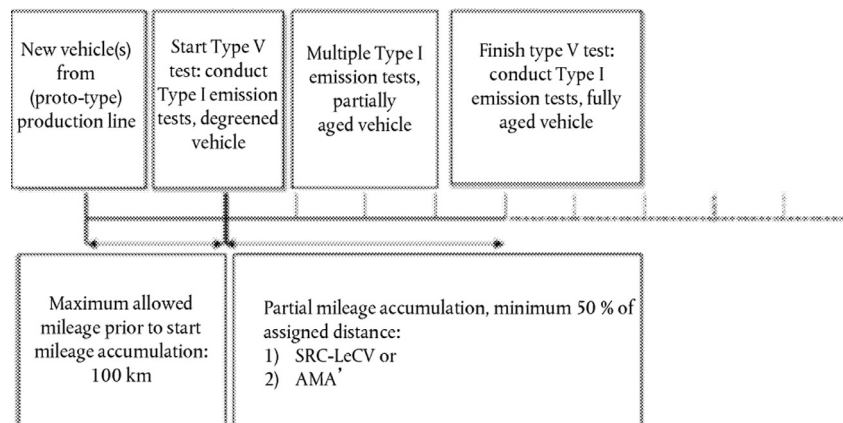 New vehicle(s)
from
(proto-type)
production line
Start Type V
test: conduct
Type I emission
tests, degreened
vehicle
Multiple Type I
emission tests,
partially
aged vehicle
Finish type V test:
conduct Type I
emission tests, fully
aged vehicle
Maximum allowed
mileage prior to start
mileage accumulation:
100 km
Partial mileage accumulation, minimum 50 % of
assigned distance:
1) SRC-LeCV or
2) AMA’